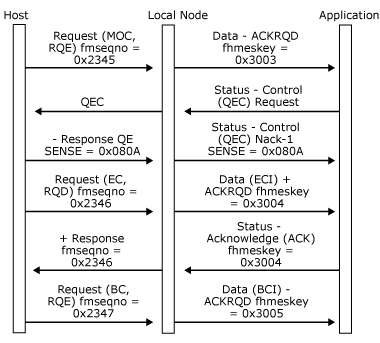 Host
Local Node
Application
Request (MOC,
RQE) fmseqno =
0x2345
Data - ACKRQD
fhmeskey =
0x3003
QEC
Status - Control
(QEC) Request
- Response QE
SENSE = 0x080A
Status - Control
(QEC) Nack-1
SENSE = 0x080A
Request (EC,
RQD) fmseqno =
0x2346
Data (ECI) +
ACKRQD fhmeskey
= 0x3004
+ Response
fmseqno =
0x2346
Status -
Acknowledge (ACK)
fhmeskey =
0x3004
Request (BC,
RQE) fmseqno =
0x2347
Data (BCI) -
ACKRQD fhmeskey
= 0x3005